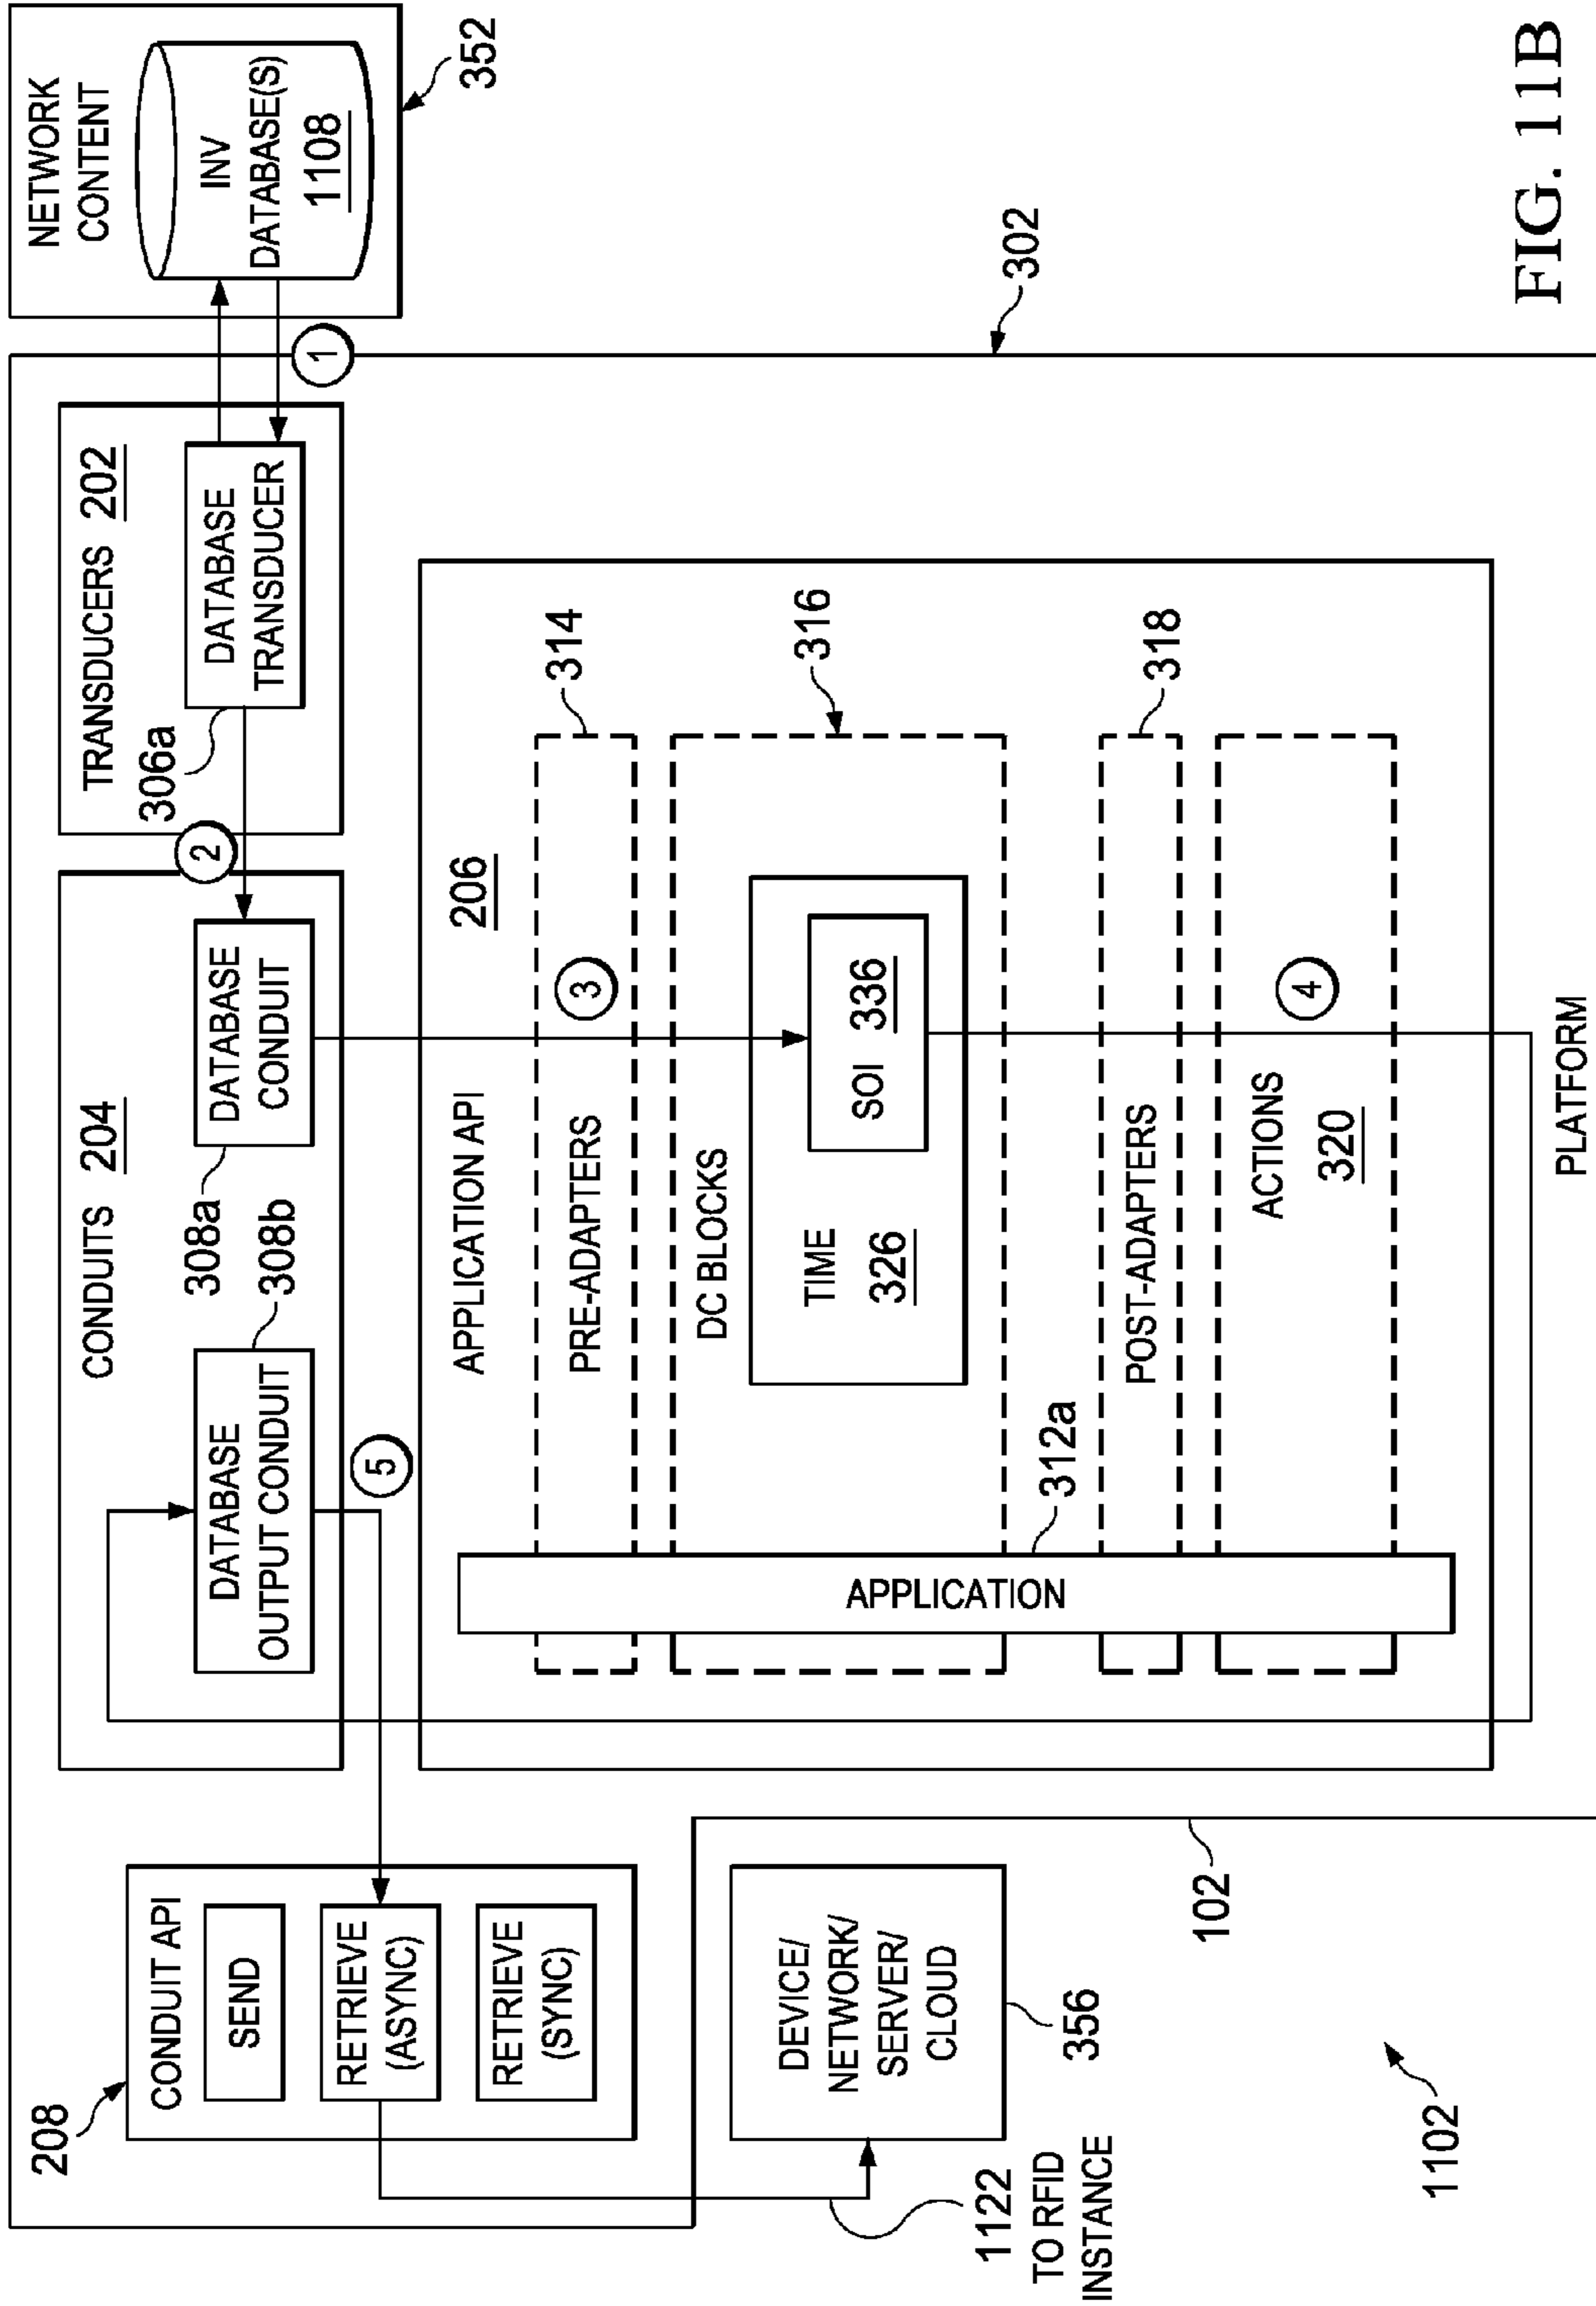 208
CONDUIT API
SEND
RETRIEVE
(ASYNC)
RETRIEVE
(SYNC)
CONDUITS 204
DATABASE
OUTPUT CONDUIT
308b
DATABASE
CONDUIT
308a
2
TRANSDUCERS 202
DATABASE
TRANSDUCER
306a
1
NETWORK
CONTENT
INV
DATABASE(S)
1108
352
5
APPLICATION API
206
PRE-ADAPTERS
3
314
DC BLOCKS
TIME
326
SOI 336
316
312a
POST-ADAPTERS
318
ACTIONS
320
4
APPLICATION
302
DEVICE/
NETWORK/
SERVER/
CLOUD
356
1122
TO RFID
INSTANCE
102
1102
PLATFORM
FIG. 11B